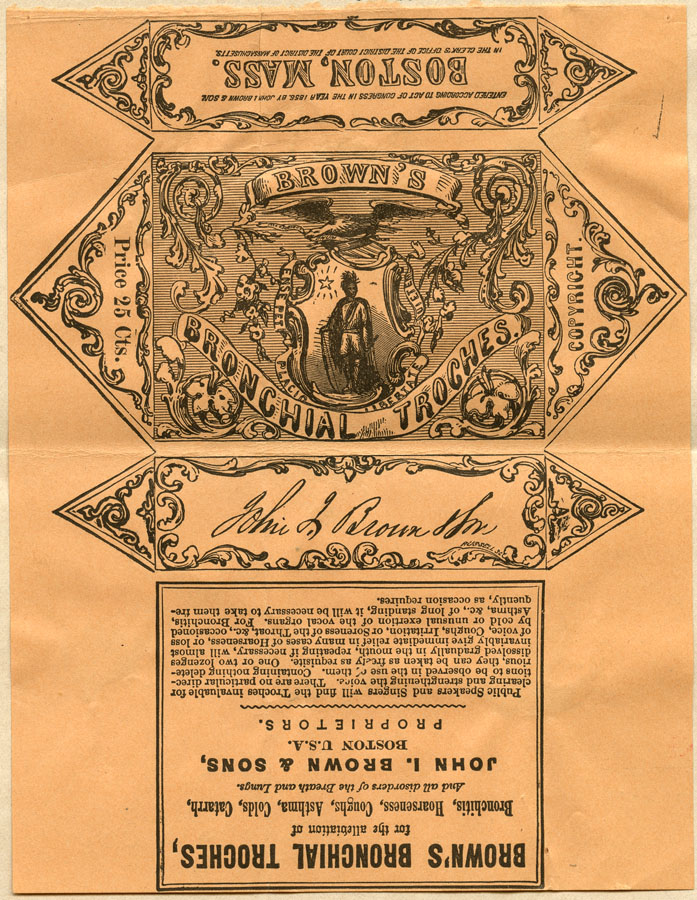 ENTERED ACCORDING TO ACT OF CONGRESS IN THE YEAR 1856, BY JOHN I. BROWN & SON.
BOSTON, MASS.
IN THE CLERK'S OFFICE OF THE DISTRICT COURT OF THE DISTRICT OF MASSACHUSETTS.
BROWN'S
BRONCHIAL TROCHES.
ENSE PETIT
PLACIDAM
LIBERTATE
Price 25 Cts.
COPYRIGHT.
John I Brown & Son
BROWN'S BRONCHIAL TROCHES,
for the alleviation of
Bronchitis, Hoarseness, Coughs, Asthma, Colds, Catarrh,
And all disorders of the Breath and Lungs.
JOHN I. BROWN & SONS,
BOSTON U.S.A.
PROPRIETORS.
Public Speakers and Singers will find the Troches invaluable for
clearing and strengthening the voice. There are no particular direc-
tions to be observed in the use of them. Containing nothing delete-
rious, they can be taken as freely as requisite. One or two lozenges
dissolved gradually in the mouth, repeating if necessary, will almost
invariably give immediate relief in many cases of Hoarseness, or loss
of voice, Coughs, Irritation, or Soreness of the Throat, &c., occasioned
by cold or unusual exertion of the vocal organs. For Bronchitis,
Asthma, &c., of long standing, it will be necessary to take them fre-
quently, as occasion requires.